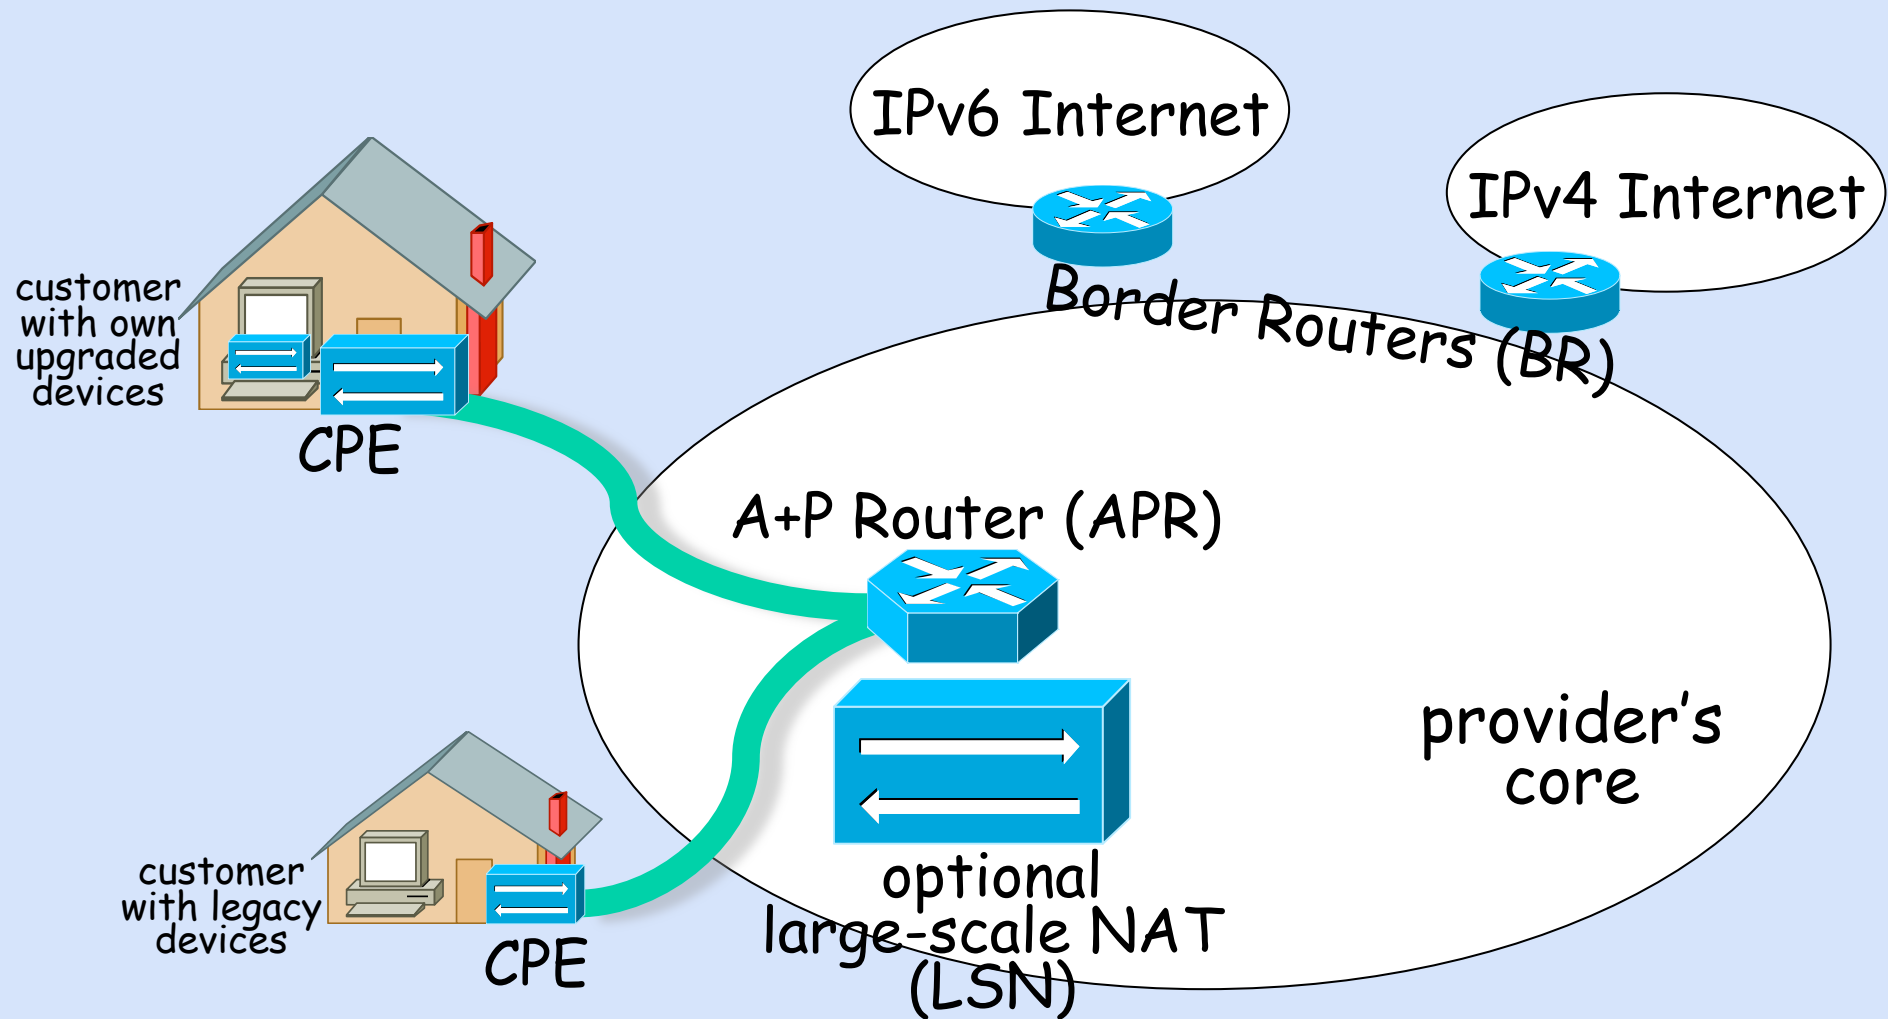 IPv6 Internet
IPv4 Internet
Border Routers (BR)
customer
with own
upgraded
devices
CPE
A+P Router (APR)
provider's
core
customer
with legacy
devices
CPE
optional
large-scale NAT
(LSN)